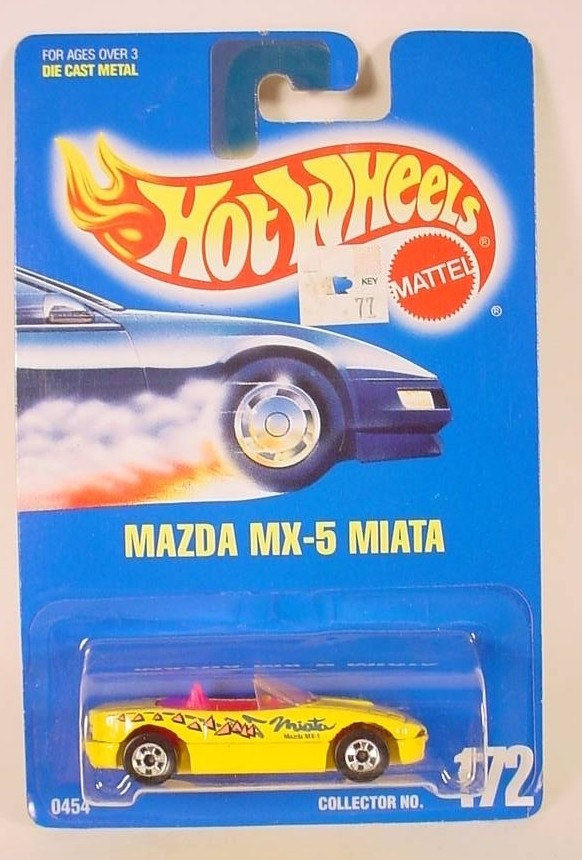 FOR AGES OVER 3
DIE CAST METAL
HOT WHEELS ®
MATTEL
®
KEY
.77
MAZDA MX-5 MIATA
Miata
Mazda MX-5
0454
COLLECTOR NO. 172